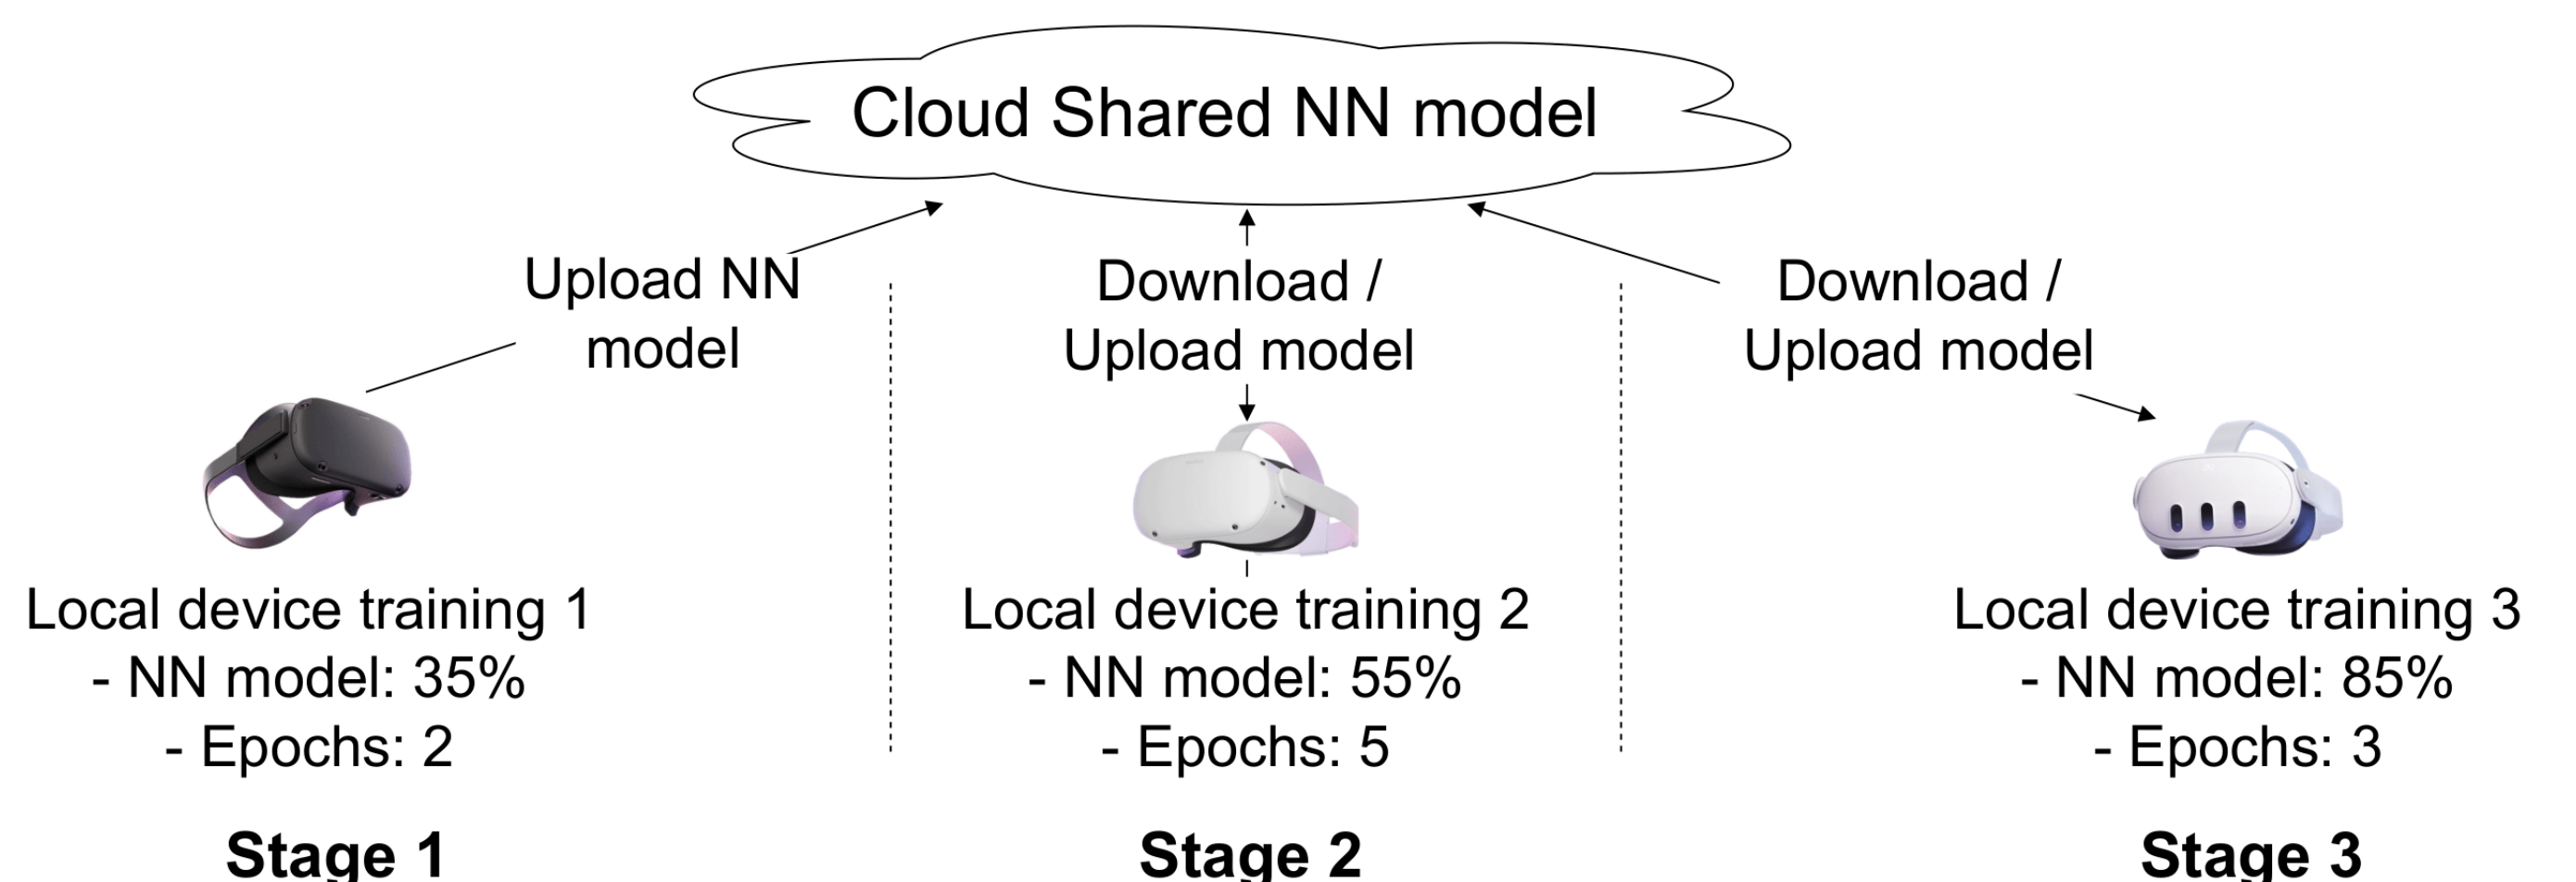 Cloud Shared NN model
Upload NN
model
Download /
Upload model
Download /
Upload model
Local device training 1
- NN model: 35%
- Epochs: 2
Stage 1
Local device training 2
- NN model: 55%
- Epochs: 5
Stage 2
Local device training 3
- NN model: 85%
- Epochs: 3
Stage 3